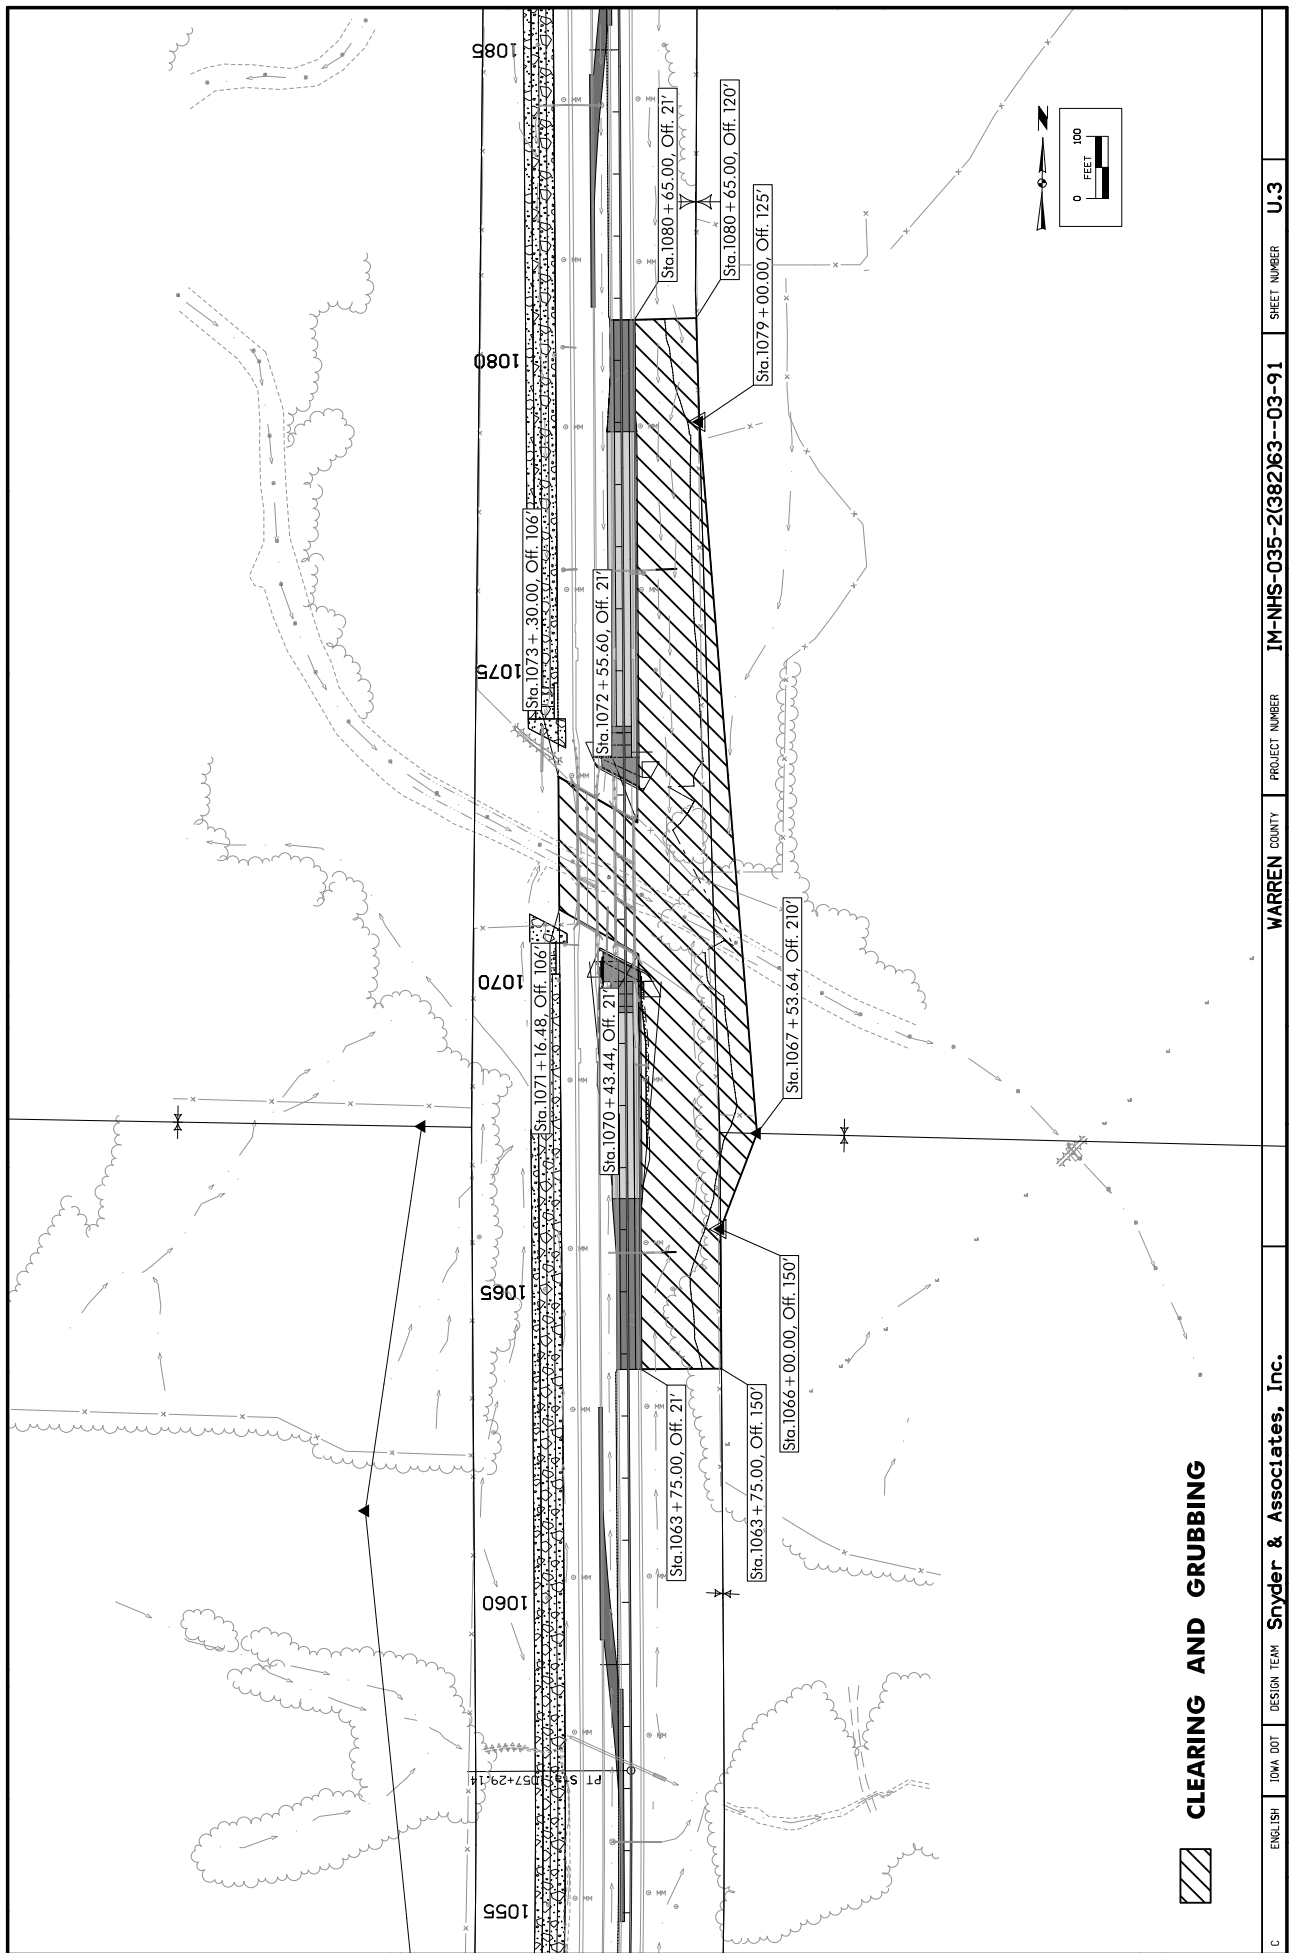 1085
1080
1075
1070
1065
1060
1055
Sta.1080+65.00, Off. 21'
Sta.1080+65.00, Off. 120'
Sta.1079+00.00, Off. 125'
Sta.1073+30.00, Off. 106'
Sta.1072+55.60, Off. 21'
Sta.1071+16.48, Off. 106'
Sta.1070+43.44, Off. 21'
Sta.1067+53.64, Off. 210'
Sta.1066+00.00, Off. 150'
Sta.1063+75.00, Off. 21'
Sta.1063+75.00, Off. 150'
PT Sta 1057+29.14
N
0 100
FEET
CLEARING AND GRUBBING
C ENGLISH IOWA DOT DESIGN TEAM Snyder & Associates, Inc. WARREN COUNTY PROJECT NUMBER IM-NHS-035-2(382)63--03-91 SHEET NUMBER U.3